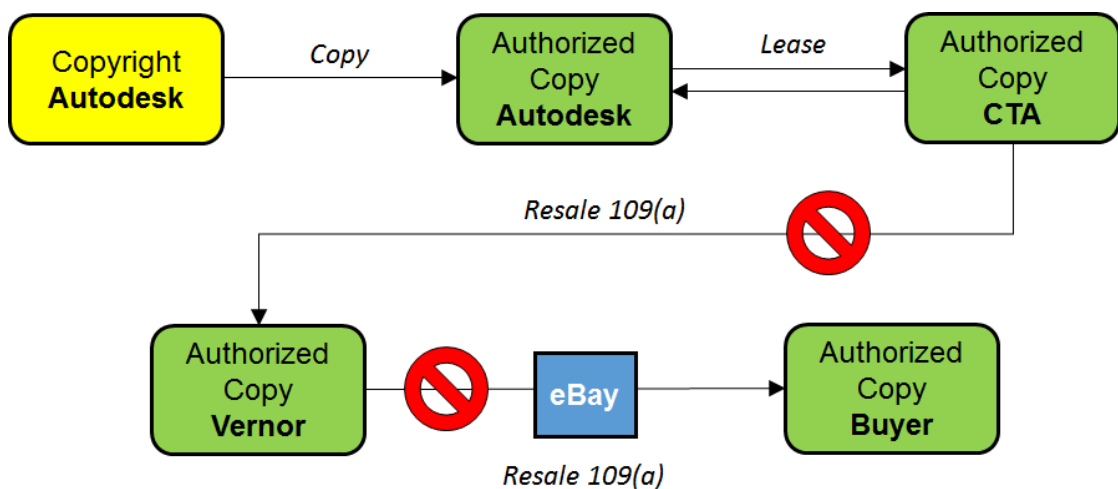 Copyright
Autodesk
Copy
Authorized
Copy
Autodesk
Lease
Authorized
Copy
CTA
Resale 109(a)
Authorized
Copy
Vernor
eBay
Authorized
Copy
Buyer
Resale 109(a)